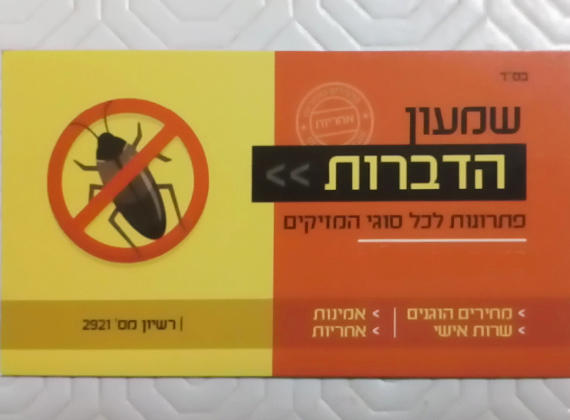 בס״ד
אחריות
שמעון
הדברות >>
פתרונות לכל סוגי המזיקים
> מחירים הוגנים | > אמינות
> שרות אישי | > אחריות
| רשיון מס' 2921